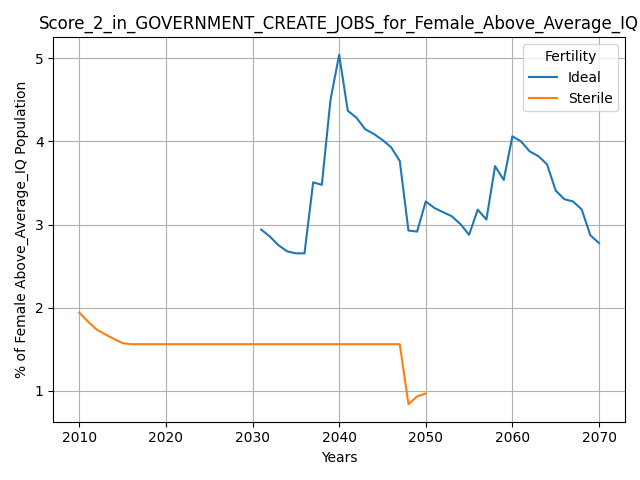 Score_2_in_GOVERNMENT_CREATE_JOBS_for_Female_Above_Average_IQ
Fertility
Ideal
Sterile
% of Female Above_Average_IQ Population
5
4
3
2
1
2010 2020 2030 2040 2050 2060 2070
Years